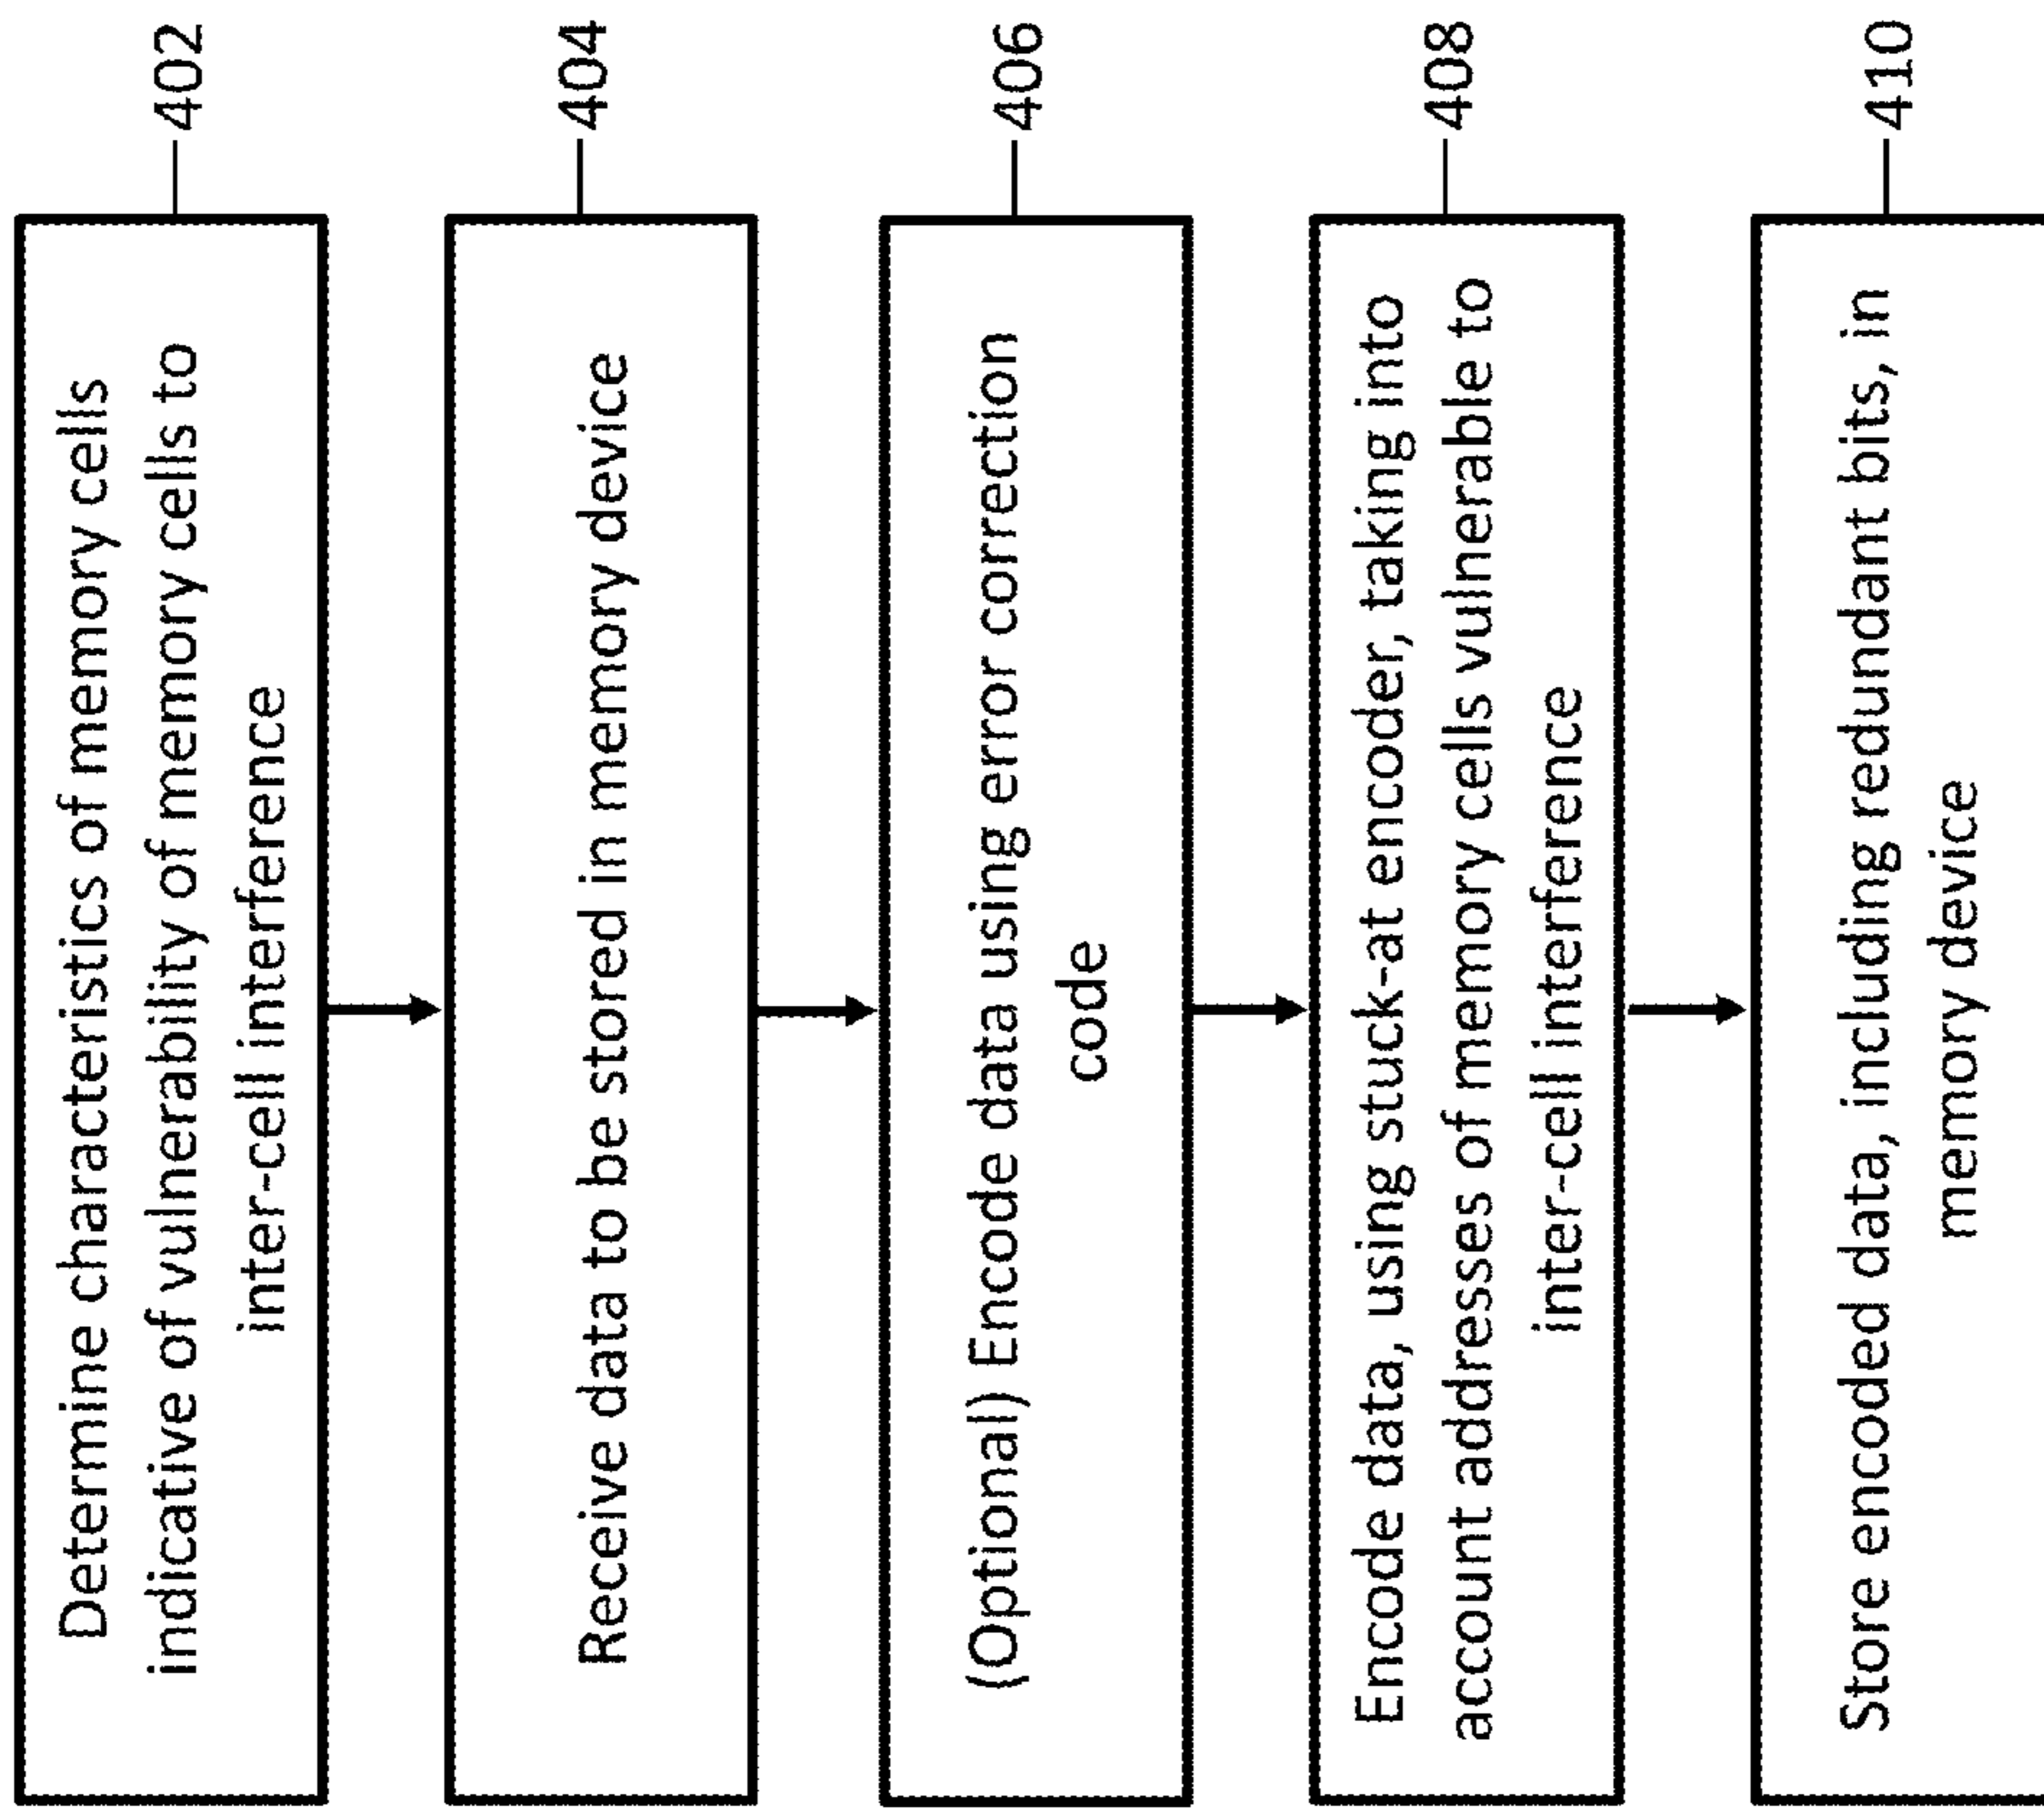 Determine characteristics of memory cells
indicative of vulnerability of memory cells to
inter-cell interference
402
Receive data to be stored in memory device
404
(Optional) Encode data using error correction
code
406
Encode data, using stuck-at encoder, taking into
account addresses of memory cells vulnerable to
inter-cell interference
408
Store encoded data, including redundant bits, in
memory device
410